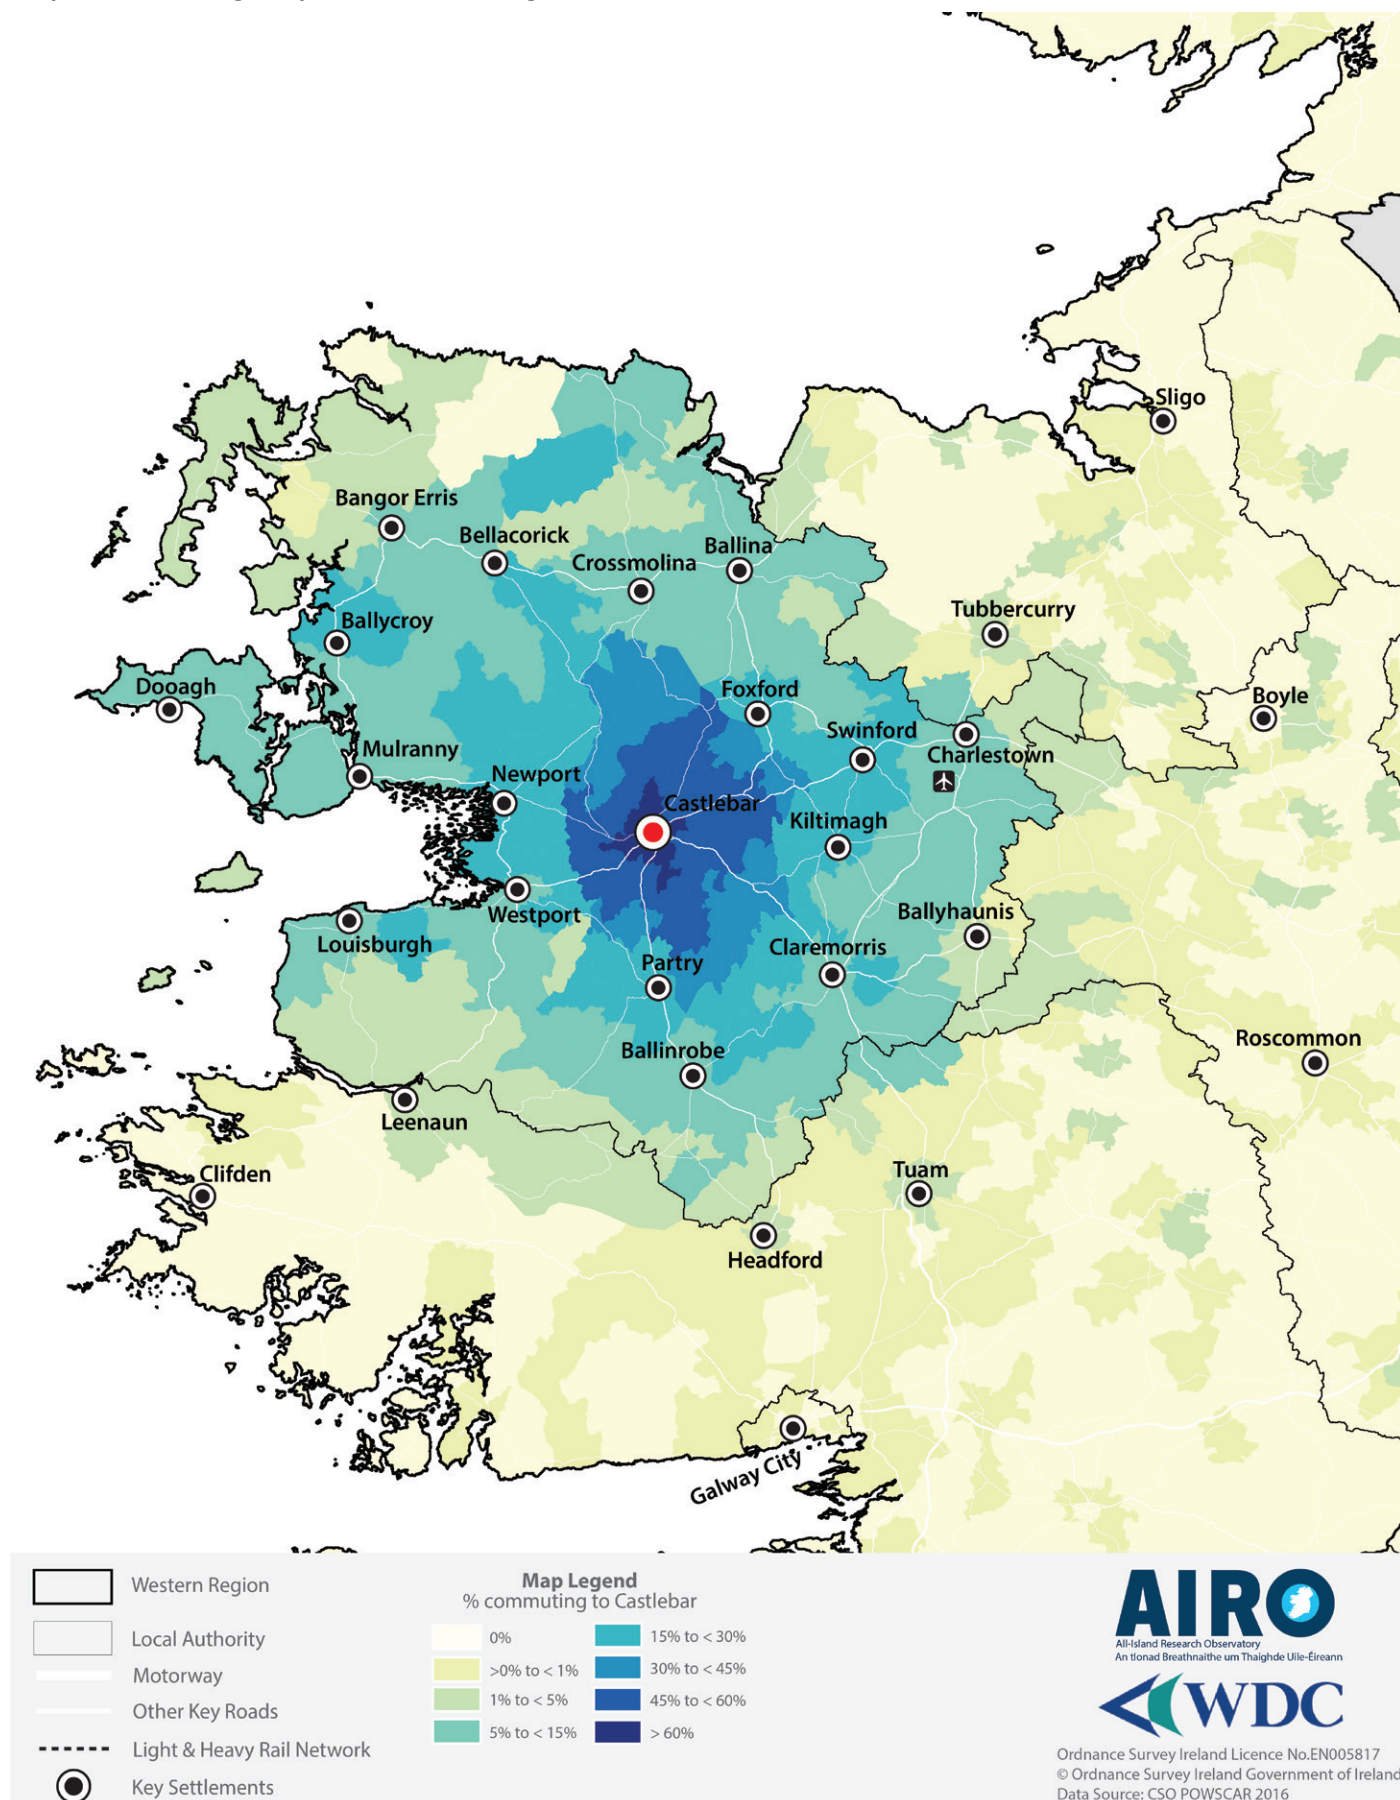 Sligo
Bangor Erris
Bellacorick
Crossmolina
Ballina
Ballycroy
Tubbercurry
Dooagh
Foxford
Boyle
Swinford
Charlestown
Mulranny
Newport
Castlebar
Kiltimagh
Westport
Louisburgh
Ballyhaunis
Claremorris
Partry
Roscommon
Ballinrobe
Leenaun
Clifden
Tuam
Headford
Galway City
Western Region
Local Authority
Motorway
Other Key Roads
Light & Heavy Rail Network
Key Settlements
Map Legend
% commuting to Castlebar
0%
>0% to < 1%
1% to < 5%
5% to < 15%
15% to < 30%
30% to < 45%
45% to < 60%
> 60%
AIRO
All-Island Research Observatory
An tIonad Breathnaithe um Thaighde Uile-Éireann
WDC
Ordnance Survey Ireland Licence No.EN005817
© Ordnance Survey Ireland Government of Ireland
Data Source: CSO POWSCAR 2016